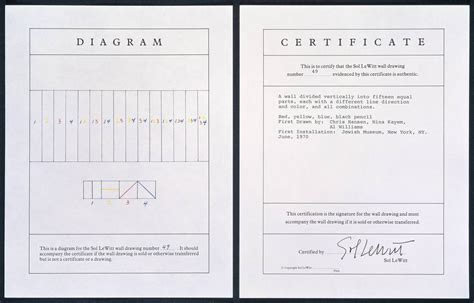 DIAGRAM
1 2 3 4 12 13 14 23 24 34 123 124 134 234 1234
1 2 3 4
This is a diagram for the Sol LeWitt wall drawing number 49 . It should
accompany the certificate if the wall drawing is sold or otherwise transferred
but is not a certificate or a drawing.
CERTIFICATE
This is to certify that the Sol LeWitt wall drawing
number 49 evidenced by this certificate is authentic.
A wall divided vertically into fifteen equal
parts, each with a different line direction
and color, and all combinations.
Red, yellow, blue, black pencil
First Drawn by: Chris Hansen, Nina Kayem,
Al Williams
First Installation: Jewish Museum, New York, NY.
June, 1970
This certification is the signature for the wall drawing and must
accompany the wall drawing if it is sold or otherwise transferred.
Certified by Sol LeWitt
Sol LeWitt
© Copyright Sol LeWitt